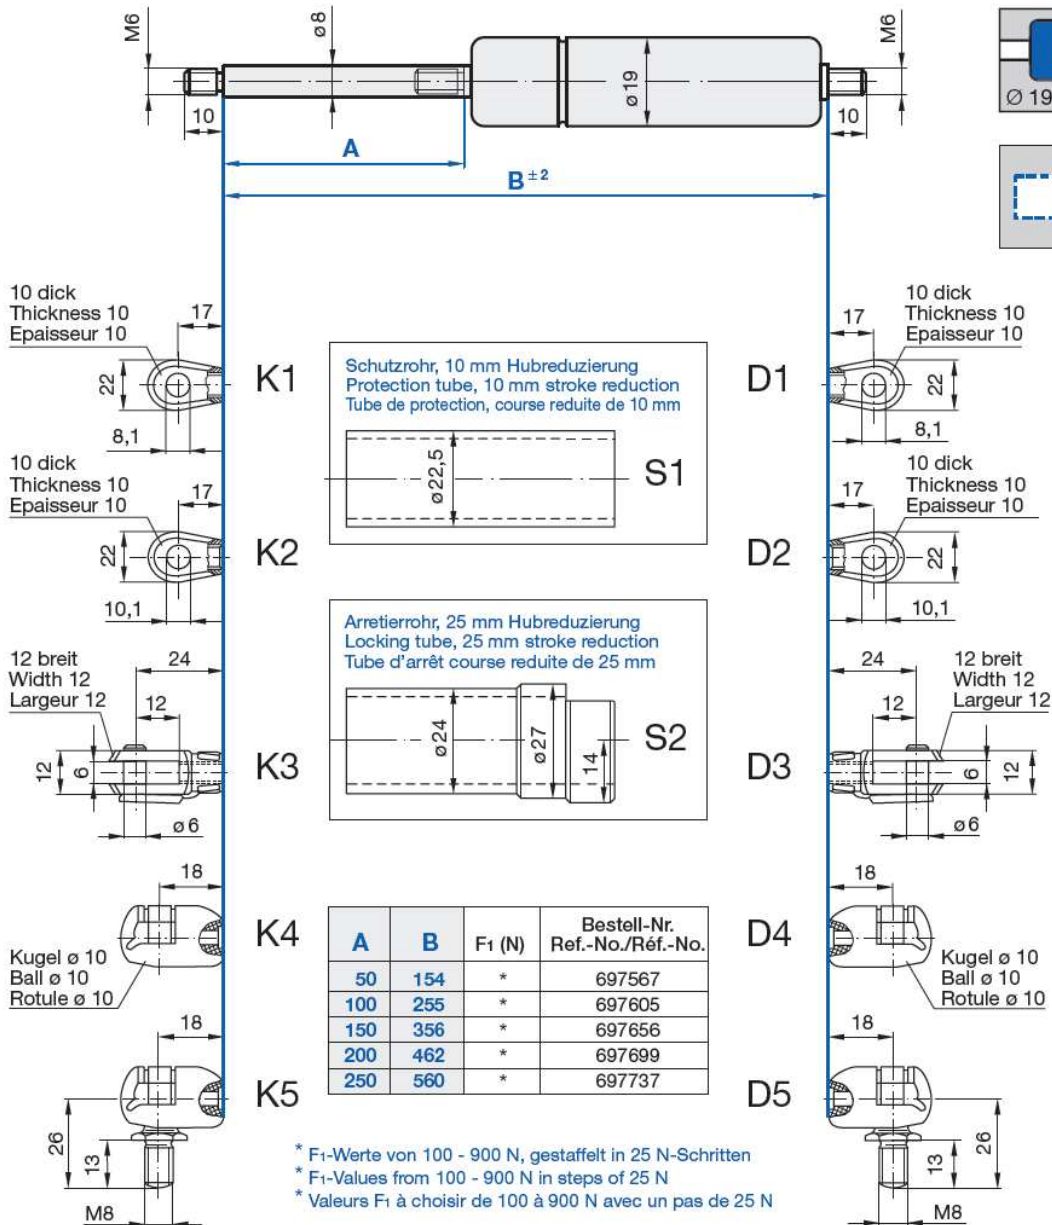 M6
ø8
M6
ø19
10
10
Ø 19
A
B ±2
10 dick
Thickness 10
Epaisseur 10
17
22
8,1
K1
Schutzrohr, 10 mm Hubreduzierung
Protection tube, 10 mm stroke reduction
Tube de protection, course reduite de 10 mm
ø22,5
S1
D1
17
10 dick
Thickness 10
Epaisseur 10
22
8,1
10 dick
Thickness 10
Epaisseur 10
17
22
10,1
K2
D2
17
10 dick
Thickness 10
Epaisseur 10
22
10,1
Arretierrohr, 25 mm Hubreduzierung
Locking tube, 25 mm stroke reduction
Tube d'arrêt course reduite de 25 mm
ø24
ø27
14
S2
12 breit
Width 12
Largeur 12
24
12
12
6
ø6
K3
D3
24
12
12 breit
Width 12
Largeur 12
6
12
ø6
18
K4
Kugel ø 10
Ball ø 10
Rotule ø 10
D4
18
Kugel ø 10
Ball ø 10
Rotule ø 10
A B F1 (N) Bestell-Nr.
Ref.-No./Réf.-No.
50 154 * 697567
100 255 * 697605
150 356 * 697656
200 462 * 697699
250 560 * 697737
18
K5
26
13
M8
D5
18
26
13
M8
* F1-Werte von 100 - 900 N, gestaffelt in 25 N-Schritten
* F1-Values from 100 - 900 N in steps of 25 N
* Valeurs F1 à choisir de 100 à 900 N avec un pas de 25 N